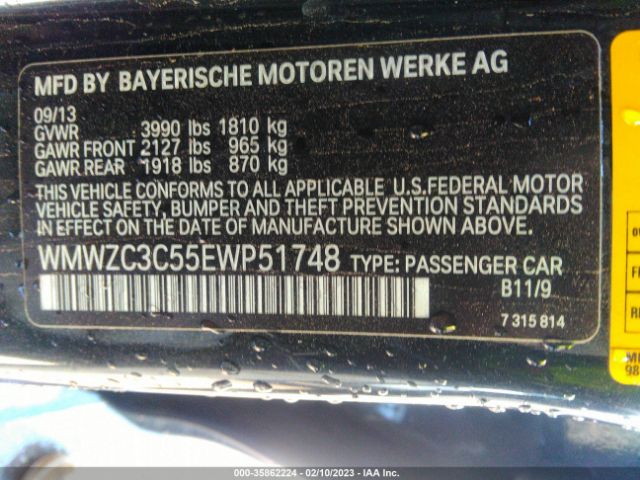 MFD BY BAYERISCHE MOTOREN WERKE AG
09/13
GVWR 3990 lbs 1810 kg
GAWR FRONT 2127 lbs 965 kg
GAWR REAR 1918 lbs 870 kg
THIS VEHICLE CONFORMS TO ALL APPLICABLE U.S.FEDERAL MOTOR
VEHICLE SAFETY, BUMPER AND THEFT PREVENTION STANDARDS
IN EFFECT ON THE DATE OF MANUFACTURE SHOWN ABOVE.
WMWZC3C55EWP51748 TYPE: PASSENGER CAR
B11/9
7 315 814
98
000-35862224 - 02/10/2023 - IAA Inc.